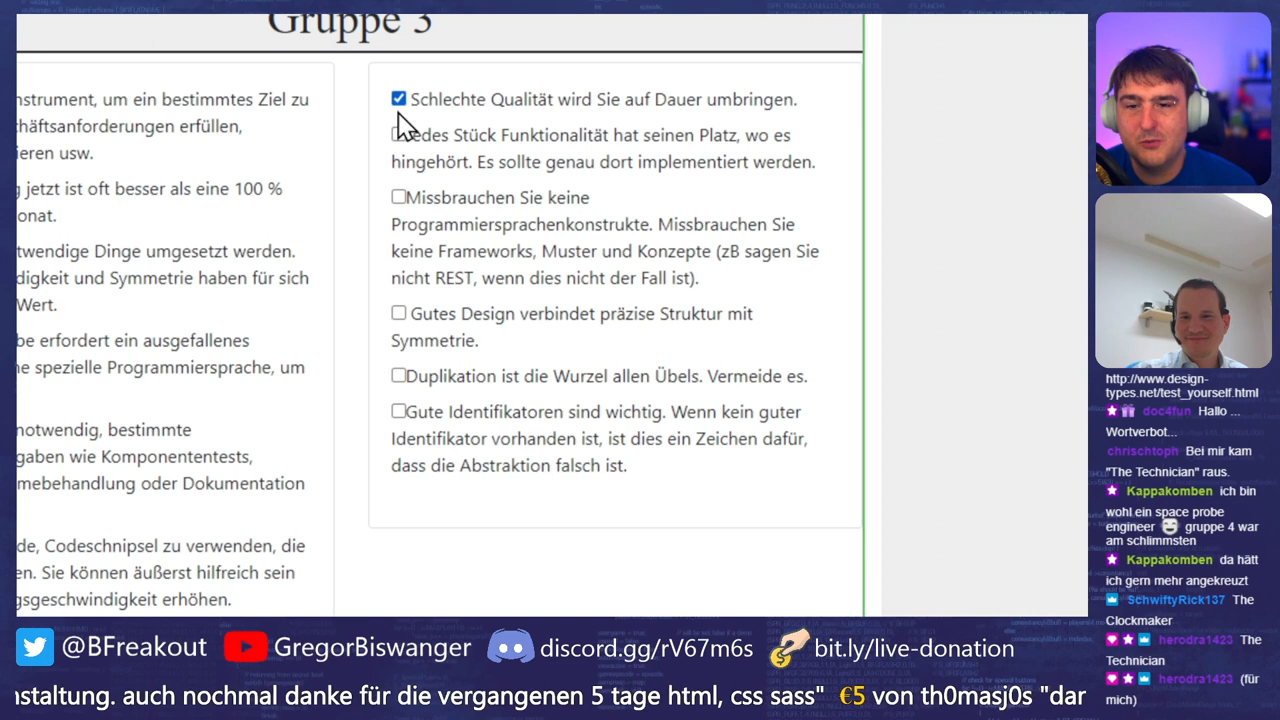 Gruppe 3
nstrument, um ein bestimmtes Ziel zu
häftsanforderungen erfüllen,
ieren usw.
g jetzt ist oft besser als eine 100 %
onat.
twendige Dinge umgesetzt werden.
digkeit und Symmetrie haben für sich
Wert.
be erfordert ein ausgefallenes
ne spezielle Programmiersprache, um
notwendig, bestimmte
gaben wie Komponententests,
mebehandlung oder Dokumentation
de, Codeschnipsel zu verwenden, die
en. Sie können äußerst hilfreich sein
gsgeschwindigkeit erhöhen.
Schlechte Qualität wird Sie auf Dauer umbringen.
edes Stück Funktionalität hat seinen Platz, wo es
hingehört. Es sollte genau dort implementiert werden.
Missbrauchen Sie keine
Programmiersprachenkonstrukte. Missbrauchen Sie
keine Frameworks, Muster und Konzepte (zB sagen Sie
nicht REST, wenn dies nicht der Fall ist).
Gutes Design verbindet präzise Struktur mit
Symmetrie.
Duplikation ist die Wurzel allen Übels. Vermeide es.
Gute Identifikatoren sind wichtig. Wenn kein guter
Identifikator vorhanden ist, ist dies ein Zeichen dafür,
dass die Abstraktion falsch ist.
http://www.design-
types.net/test_yourself.html
doc4fun Hallo ...
Wortverbot...
chrischtoph Bei mir kam
"The Technician" raus.
Kappakomben ich bin
wohl ein space probe
engineer gruppe 4 war
am schlimmsten
Kappakomben da hätt
ich gern mehr angekreuzt
SchwiftyRick137 The
Clockmaker
herodra1423 The
Technician
herodra1423 (für
mich)
@BFreakout GregorBiswanger discord.gg/rV67m6s bit.ly/live-donation
nstaltung. auch nochmal danke für die vergangenen 5 tage html, css sass" €5 von th0masj0s "dar